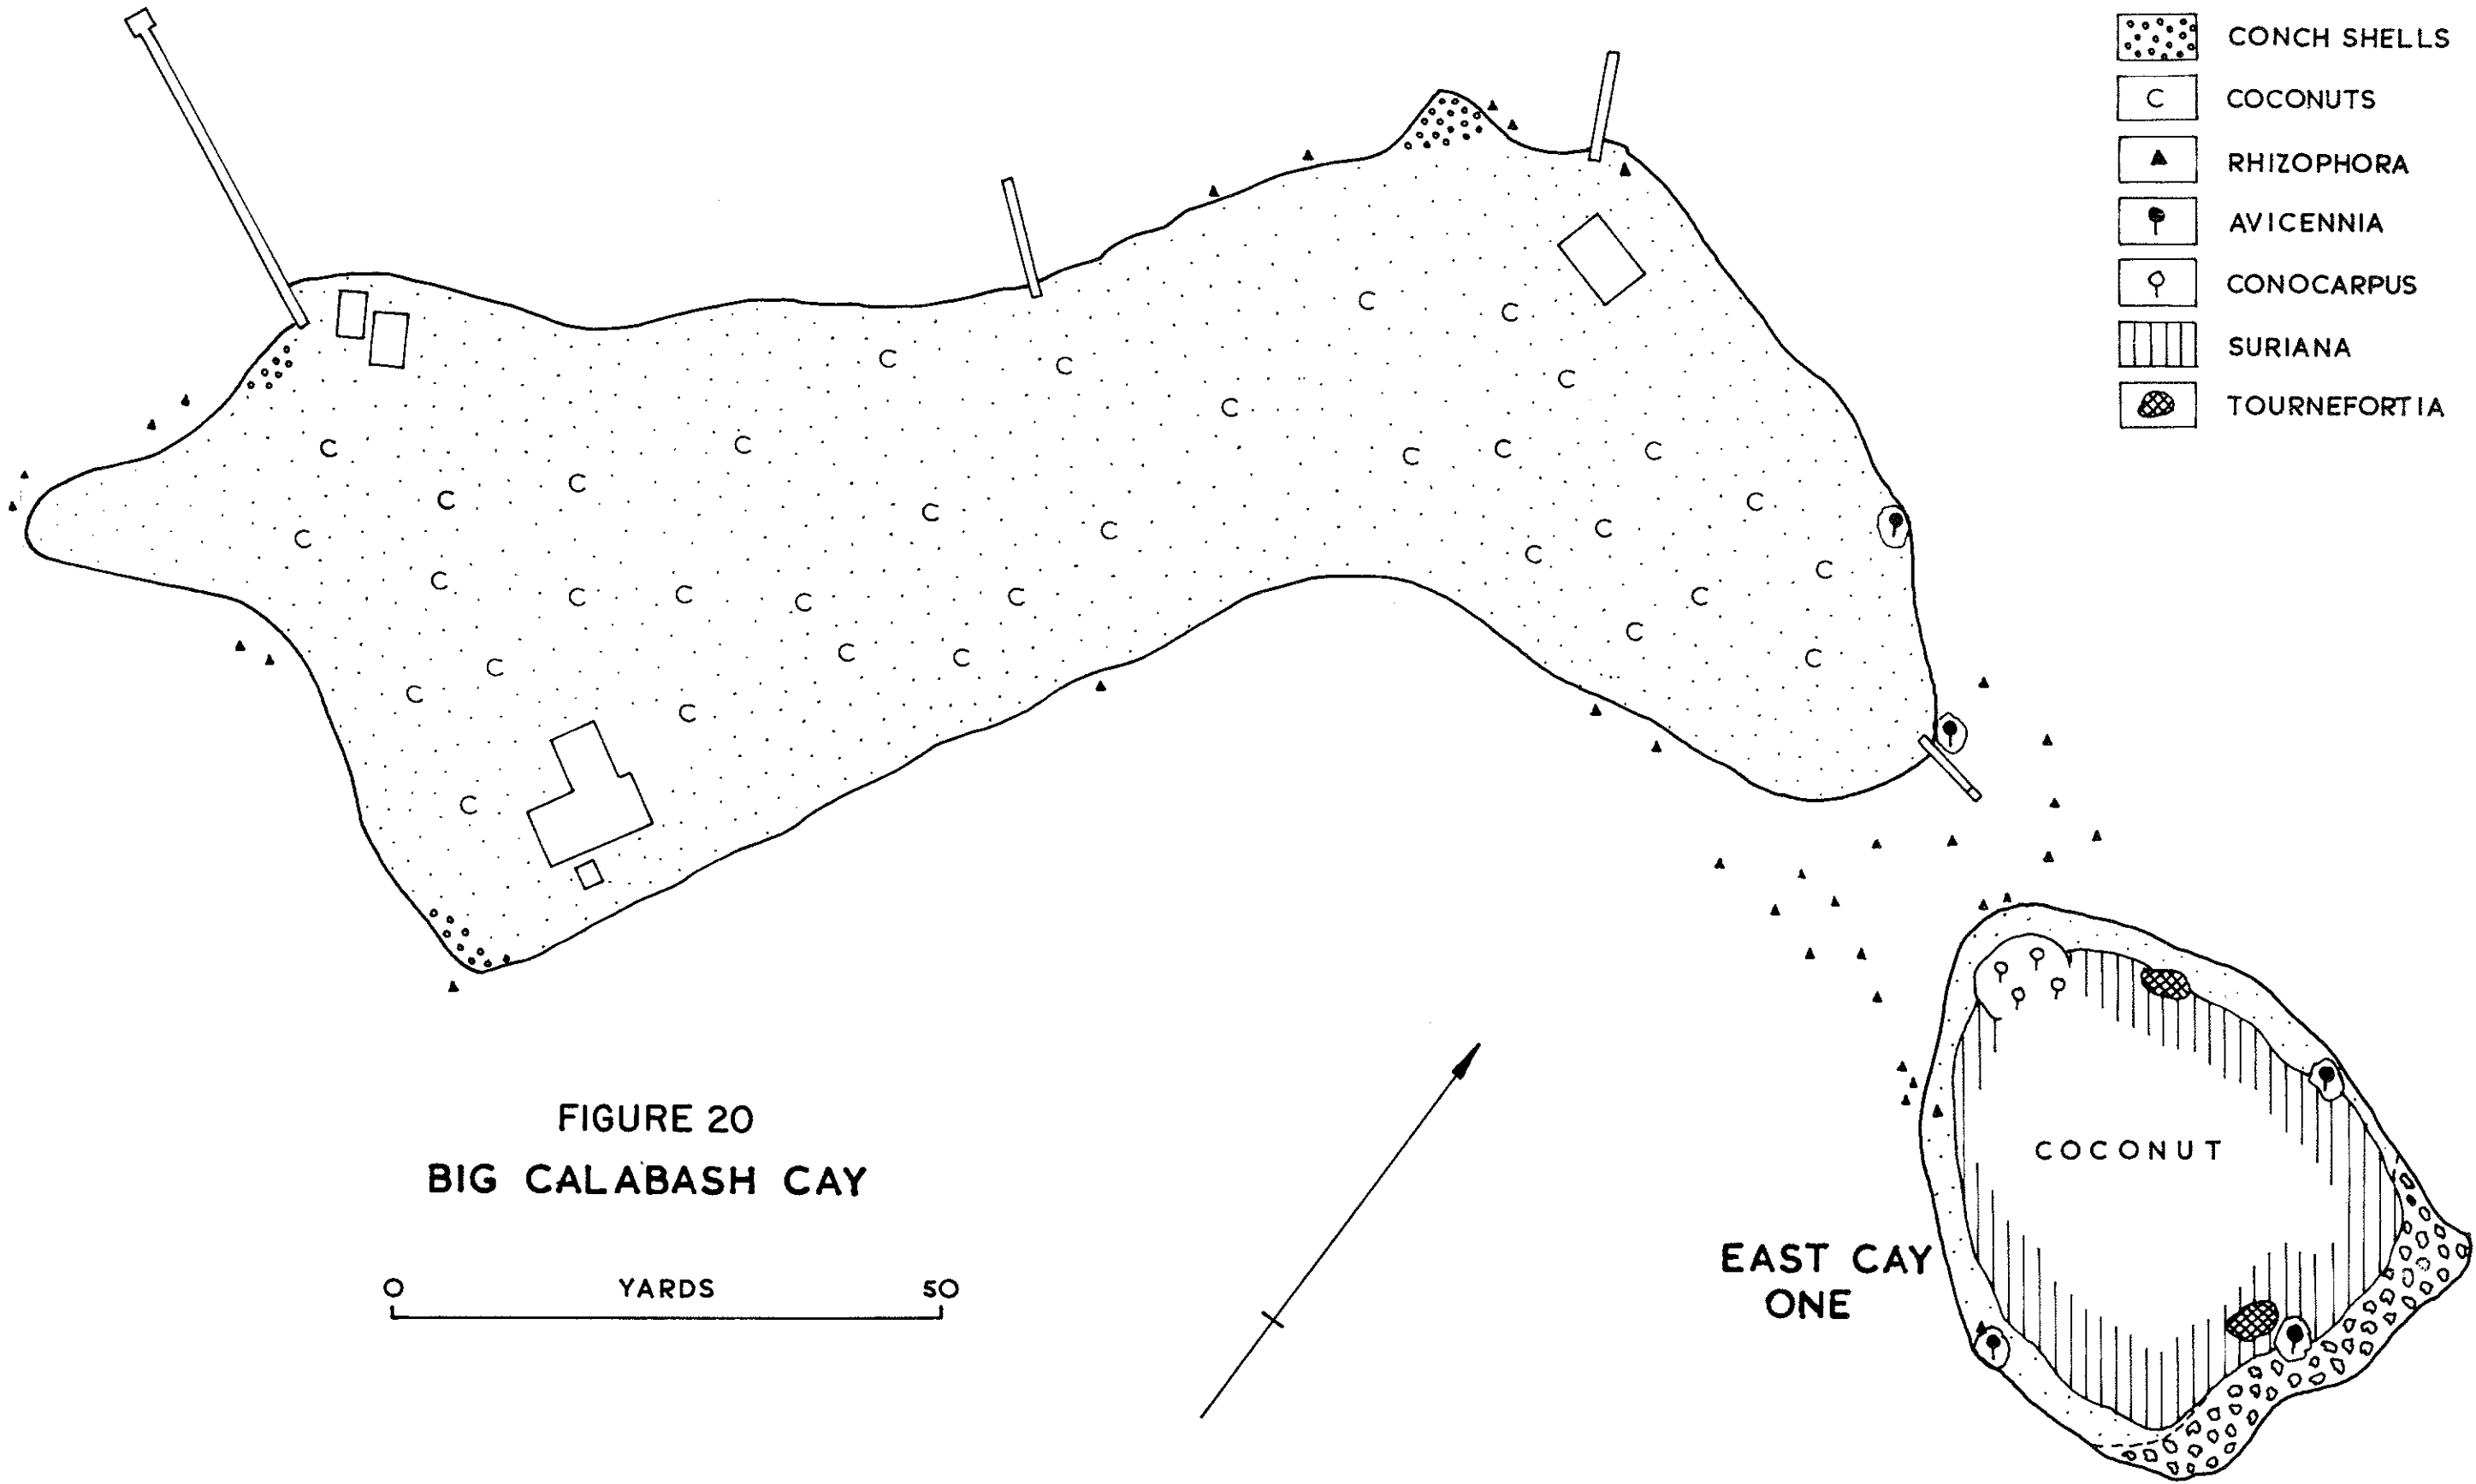 CONCH SHELLS
C COCONUTS
RHIZOPHORA
AVICENNIA
CONOCARPUS
SURIANA
TOURNEFORTIA
C C
C C C
C
C C C C
C C
C C C
C C C C
C C
C C C C C C
C
C C C C
C
C
C
COCONUT
FIGURE 20
BIG CALABASH CAY
0 YARDS 50
EAST CAY
ONE